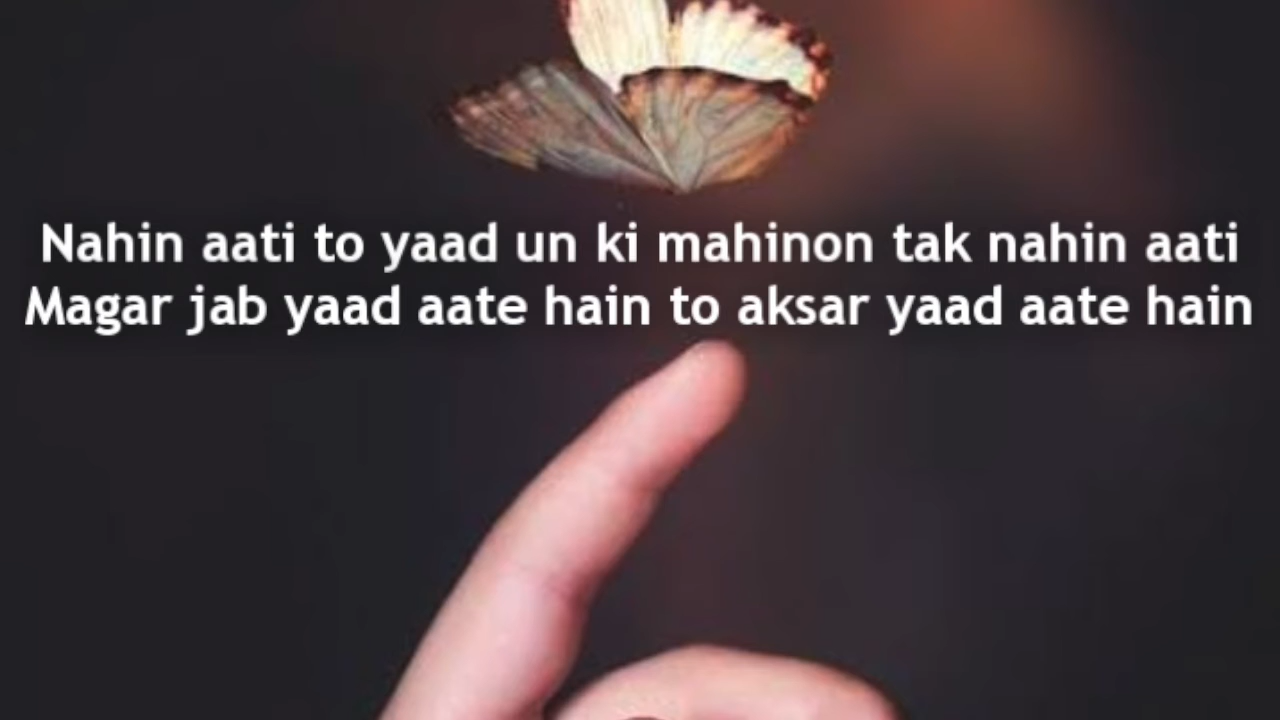 Nahin aati to yaad un ki mahinon tak nahin aati
Magar jab yaad aate hain to aksar yaad aate hain